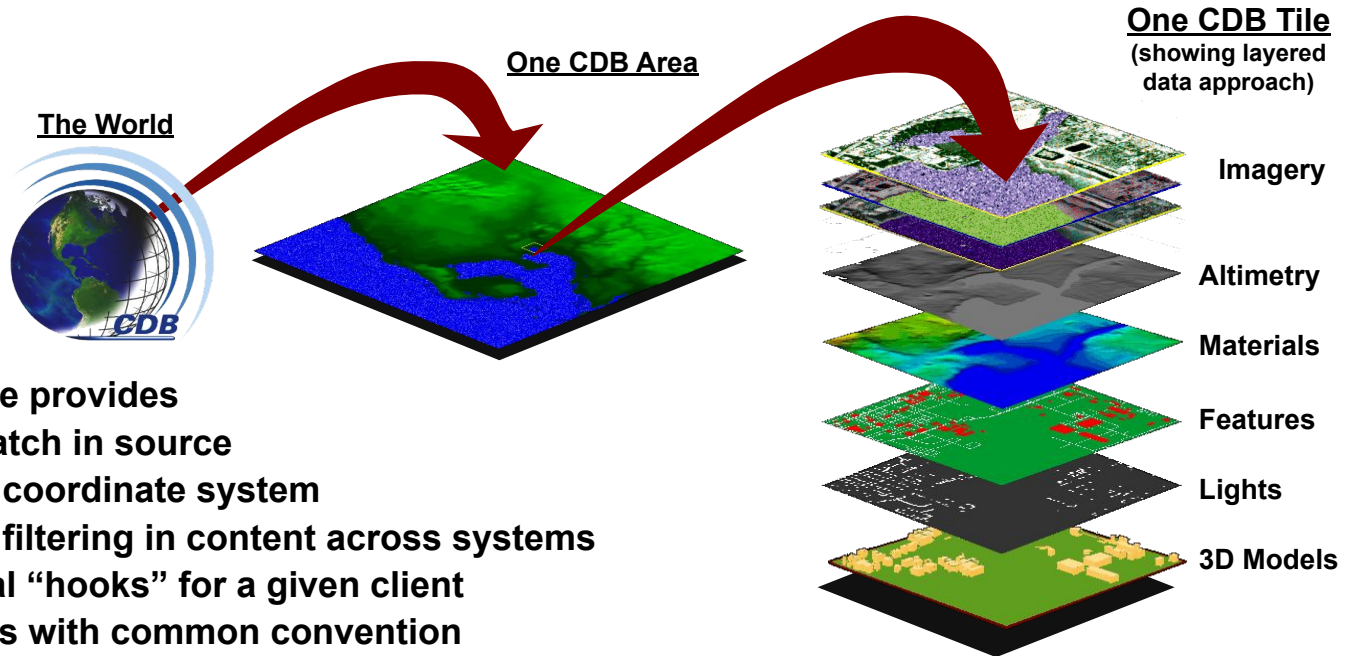 One CDB Tile
(showing layered
data approach)
One CDB Area
The World
CDB
Imagery
Altimetry
Materials
Features
Lights
3D Models
e provides
atch in source
coordinate system
filtering in content across systems
al “hooks” for a given client
s with common convention